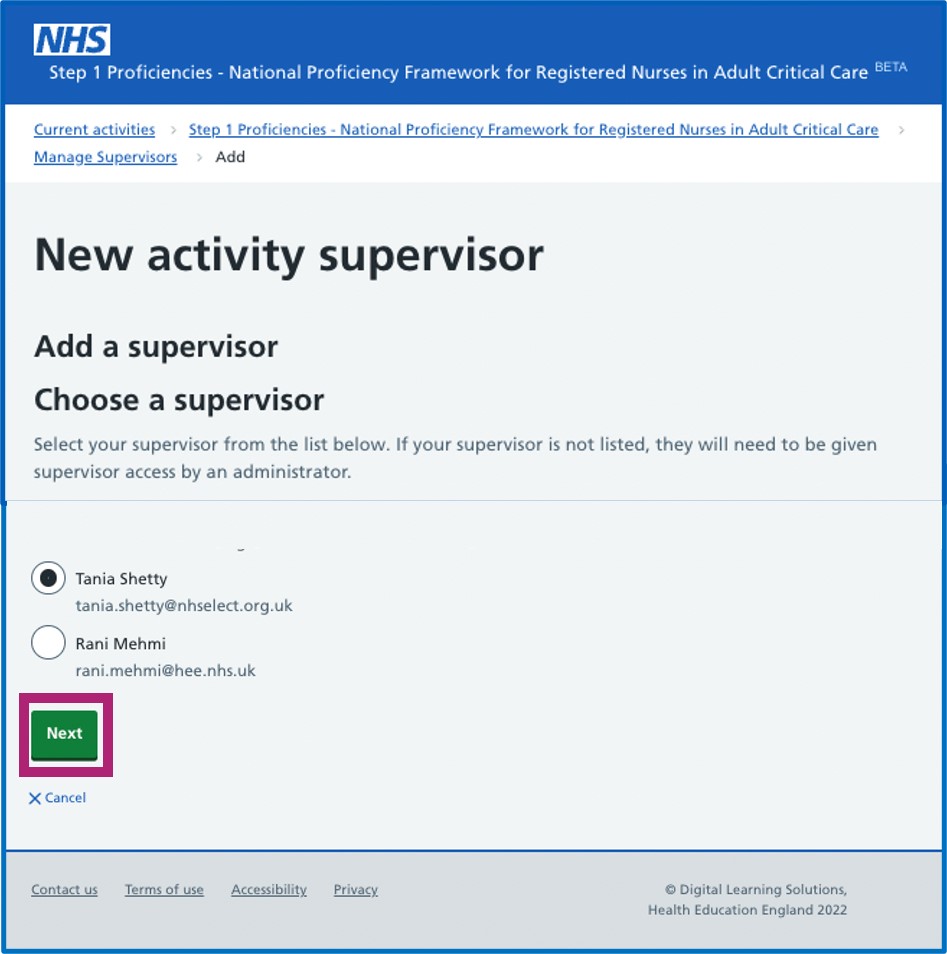 NHS
Step 1 Proficiencies - National Proficiency Framework for Registered Nurses in Adult Critical Care BETA
Current activities > Step 1 Proficiencies - National Proficiency Framework for Registered Nurses in Adult Critical Care >
Manage Supervisors > Add
New activity supervisor
Add a supervisor
Choose a supervisor
Select your supervisor from the list below. If your supervisor is not listed, they will need to be given
supervisor access by an administrator.
Tania Shetty
tania.shetty@nhselect.org.uk
Rani Mehmi
rani.mehmi@hee.nhs.uk
Next
Cancel
Contact us Terms of use Accessibility Privacy
© Digital Learning Solutions,
Health Education England 2022